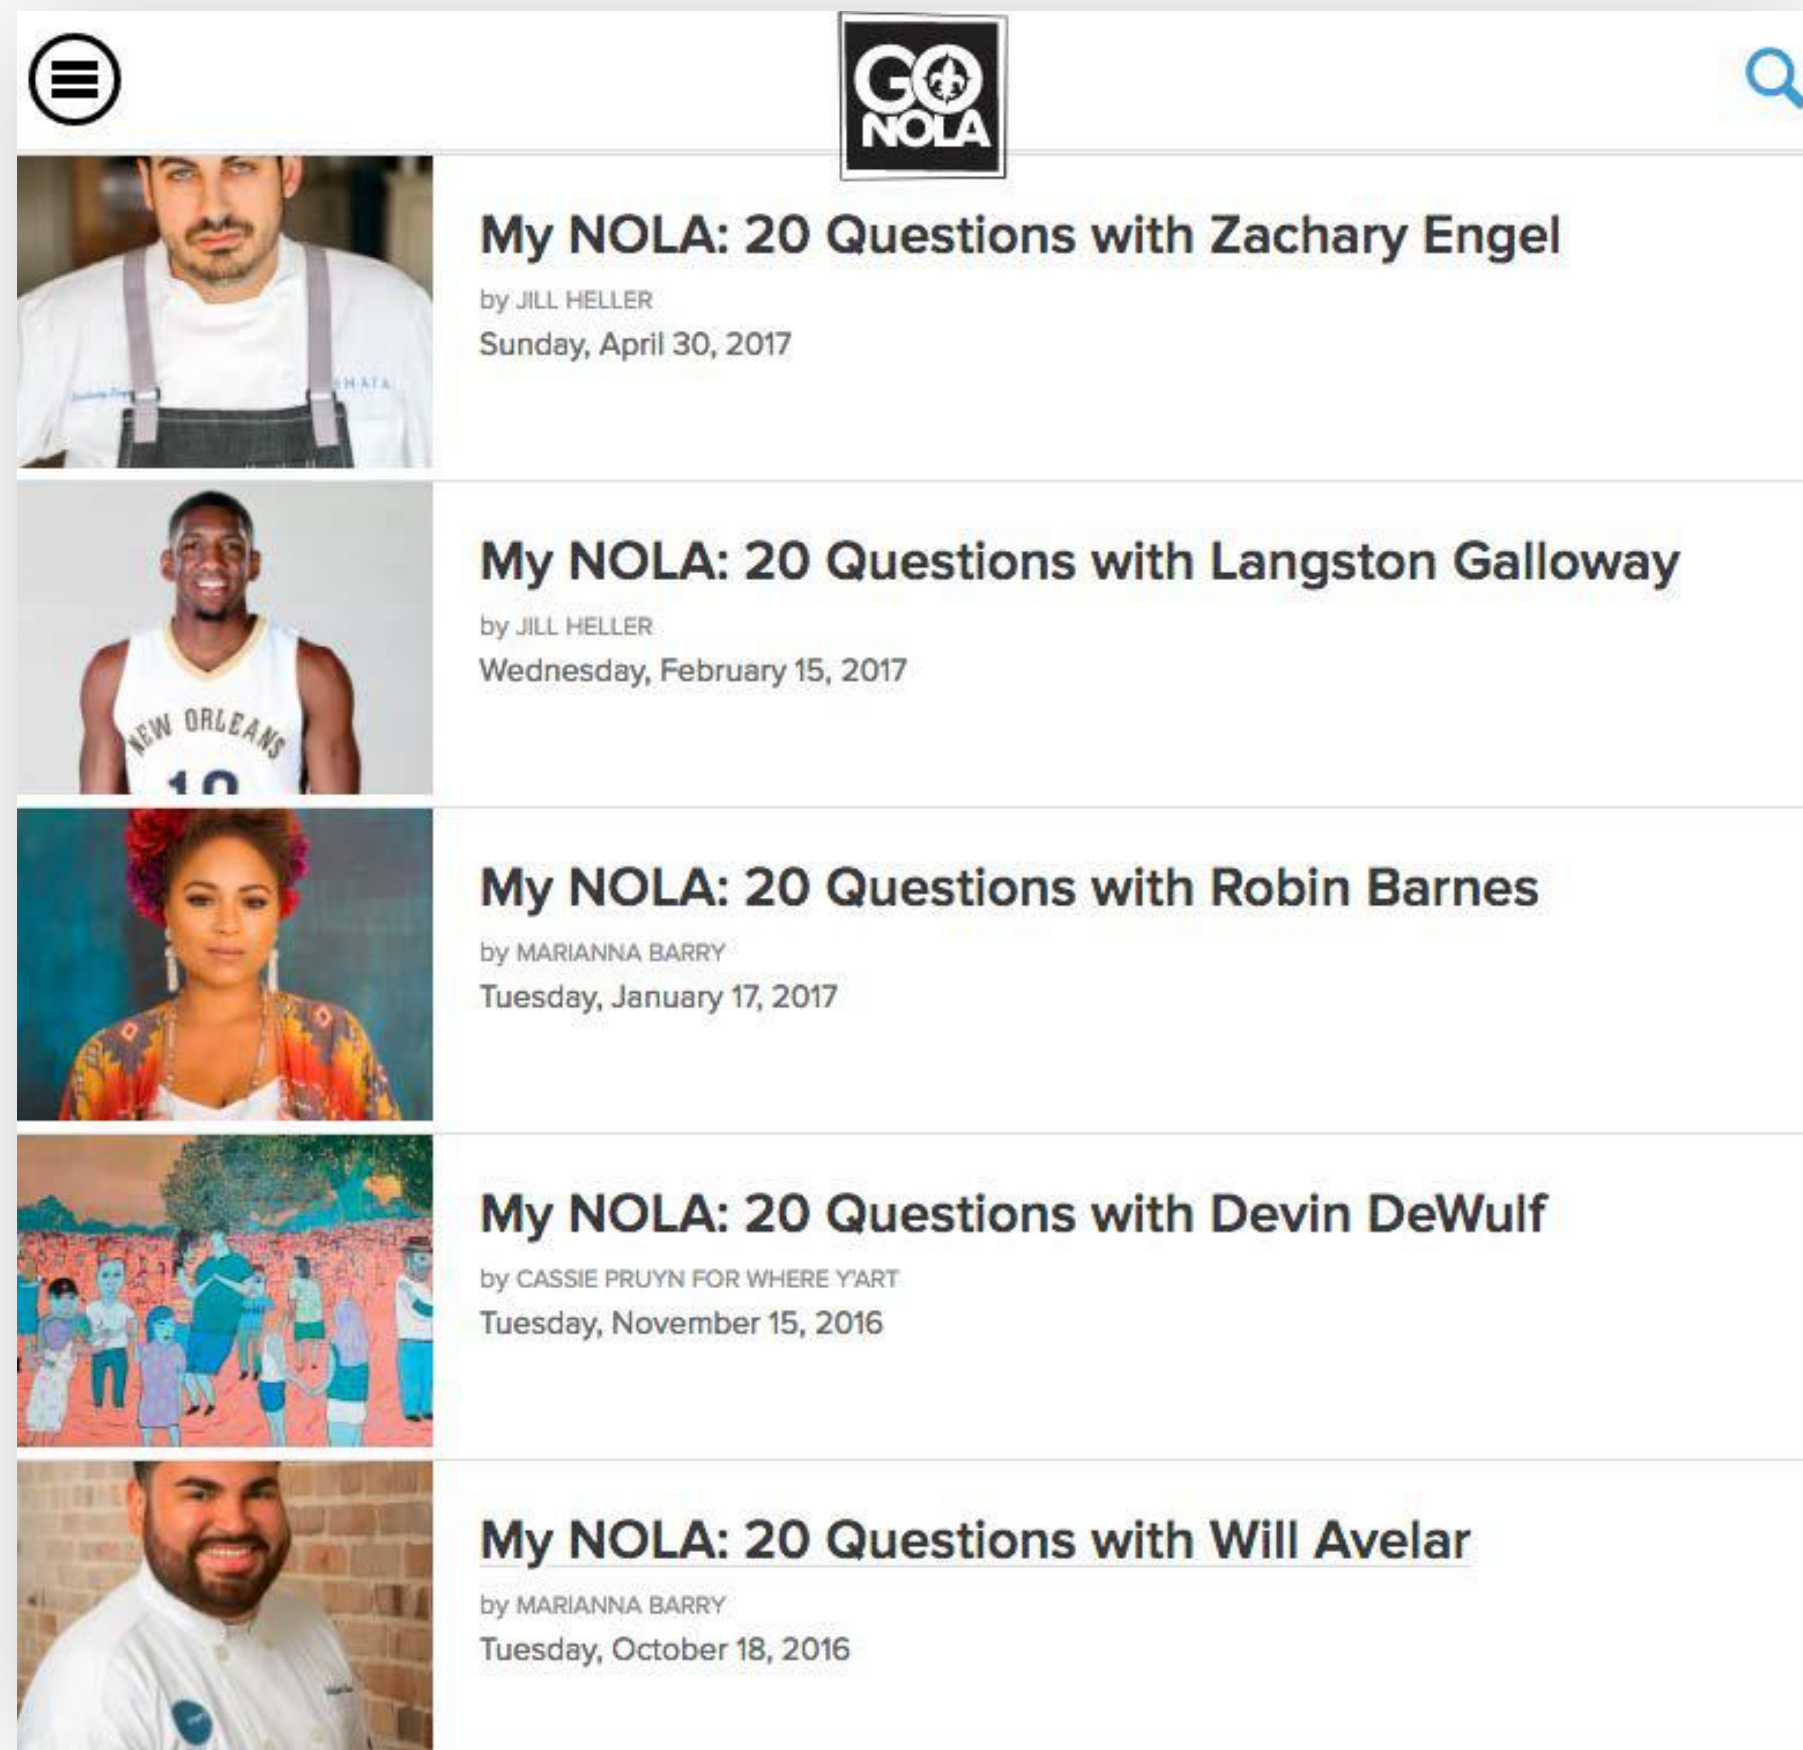 GO
NOLA
My NOLA: 20 Questions with Zachary Engel
by JILL HELLER
Sunday, April 30, 2017
My NOLA: 20 Questions with Langston Galloway
by JILL HELLER
Wednesday, February 15, 2017
NEW ORLEANS
10
My NOLA: 20 Questions with Robin Barnes
by MARIANNA BARRY
Tuesday, January 17, 2017
My NOLA: 20 Questions with Devin DeWulf
by CASSIE PRUYN FOR WHERE Y'ART
Tuesday, November 15, 2016
My NOLA: 20 Questions with Will Avelar
by MARIANNA BARRY
Tuesday, October 18, 2016